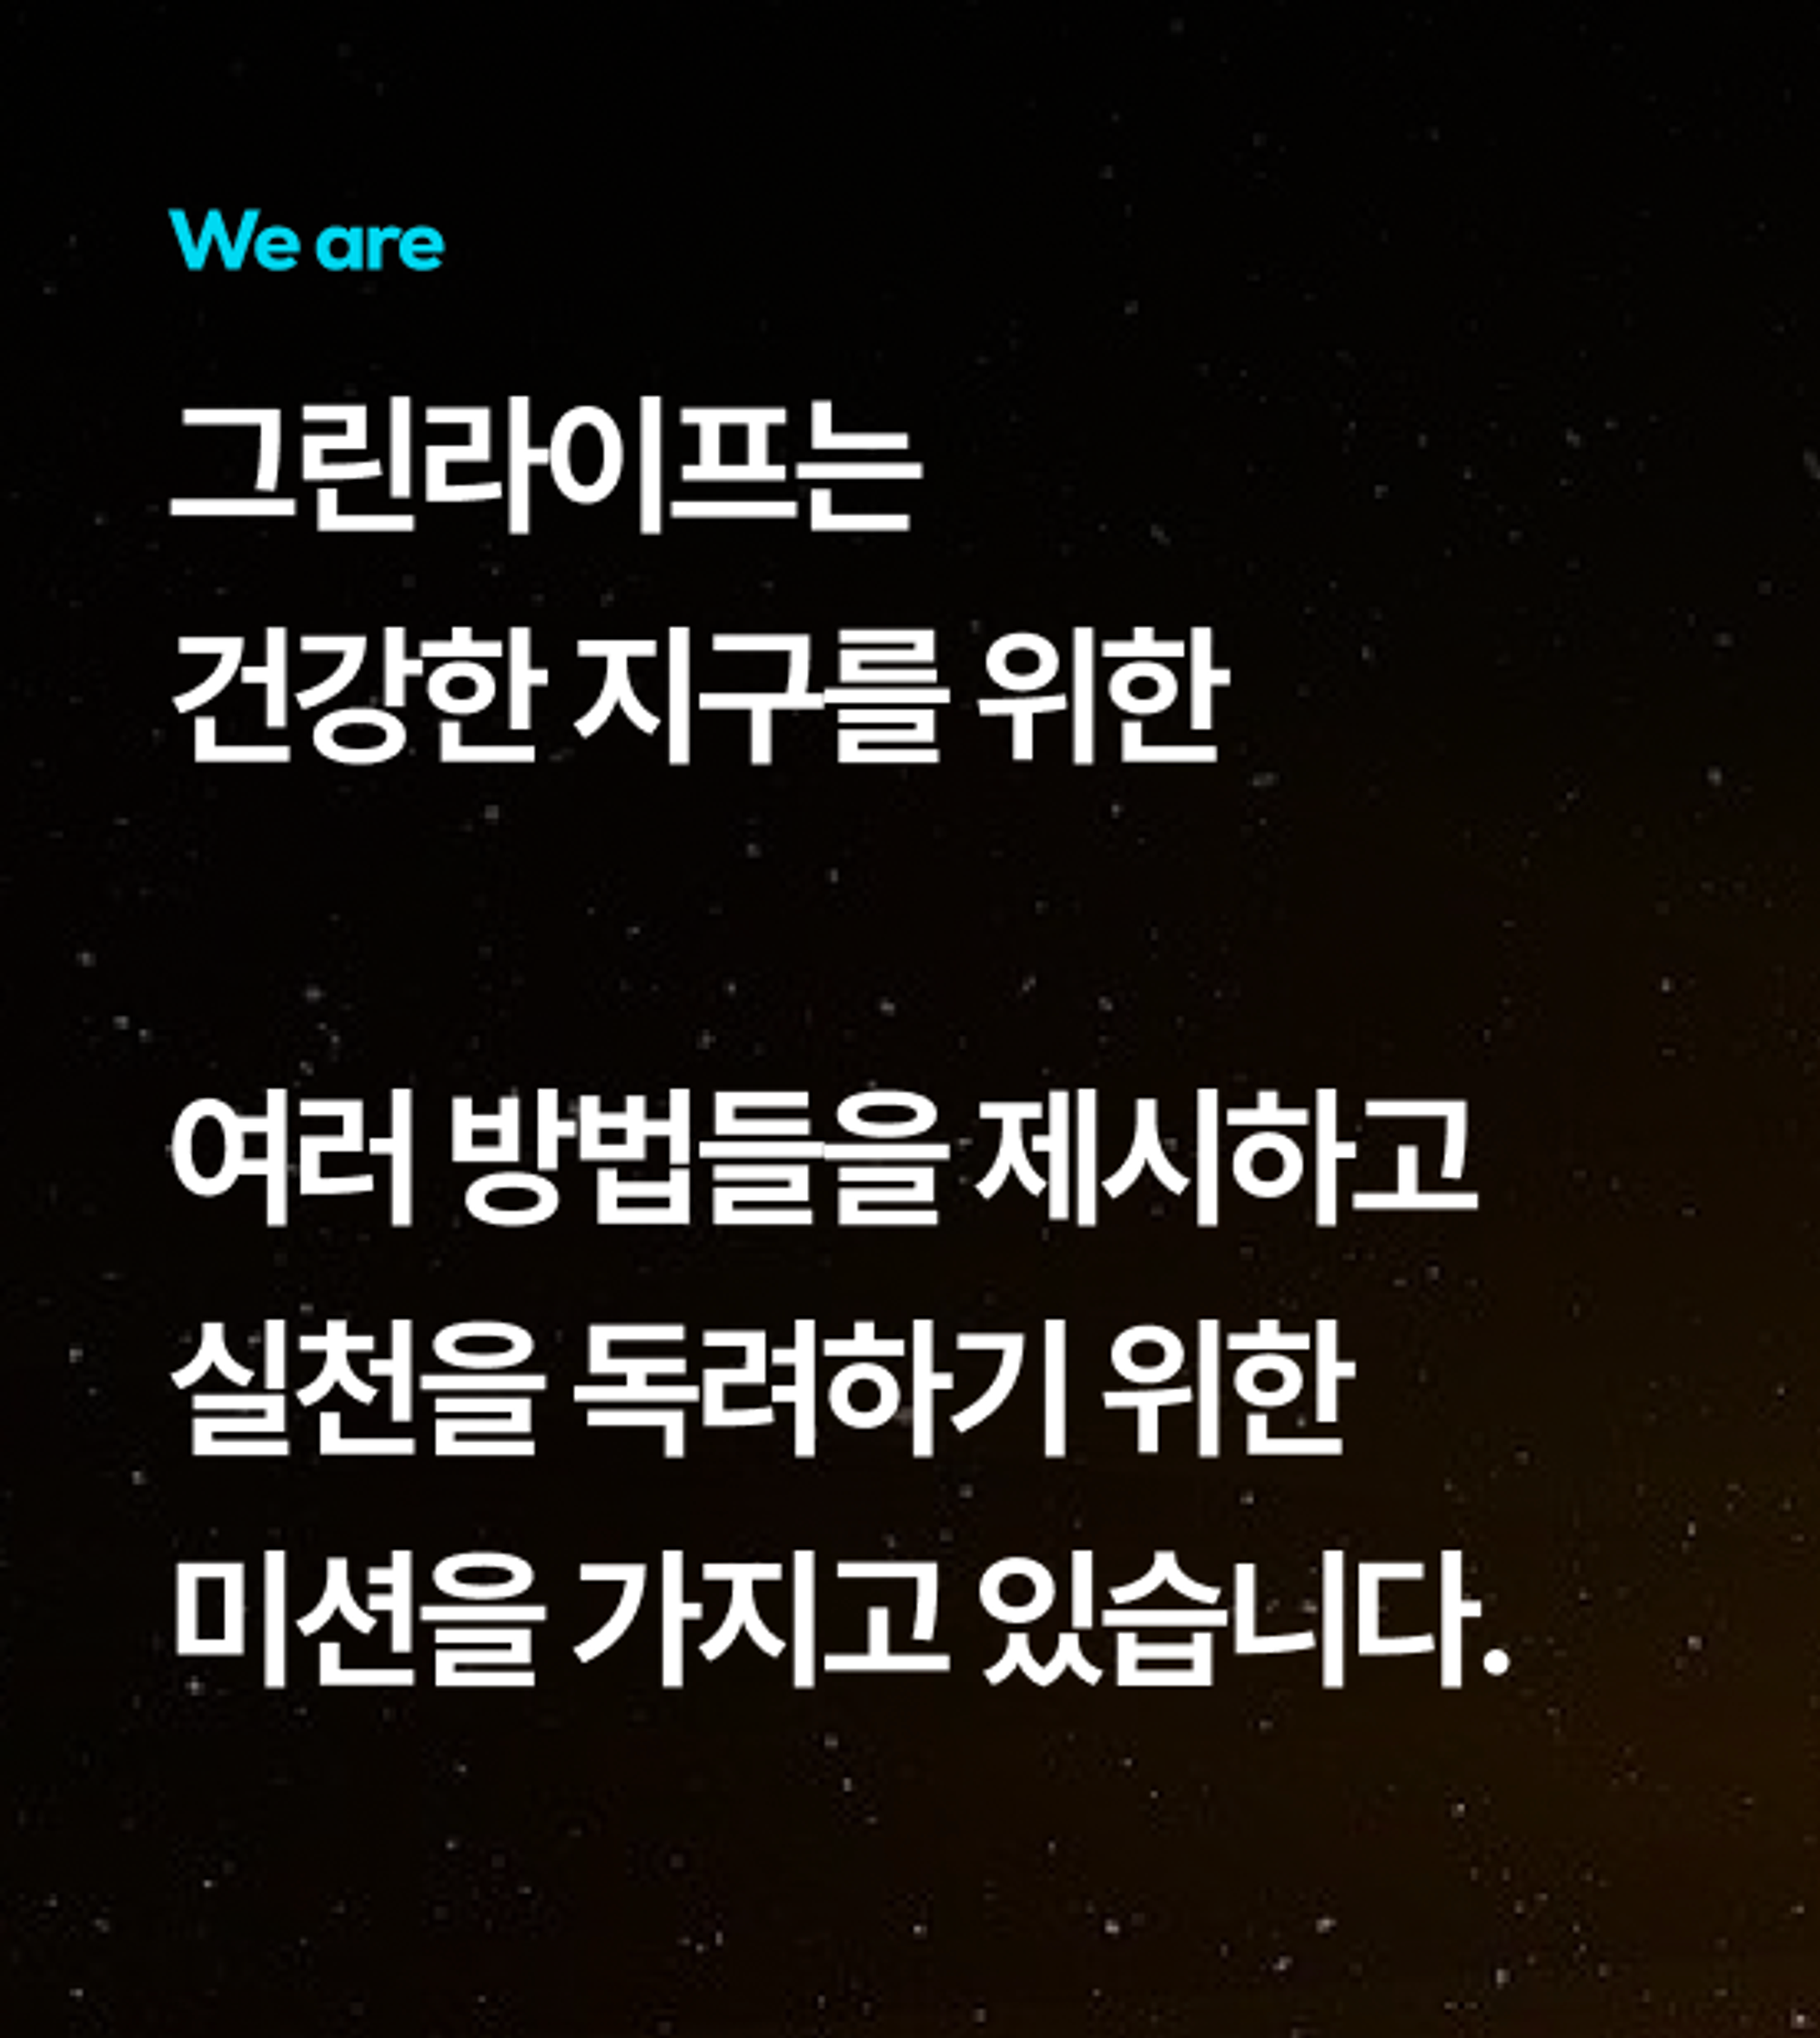 We are
그린라이프는
건강한 지구를 위한
여러 방법들을 제시하고
실천을 독려하기 위한
미션을 가지고 있습니다.